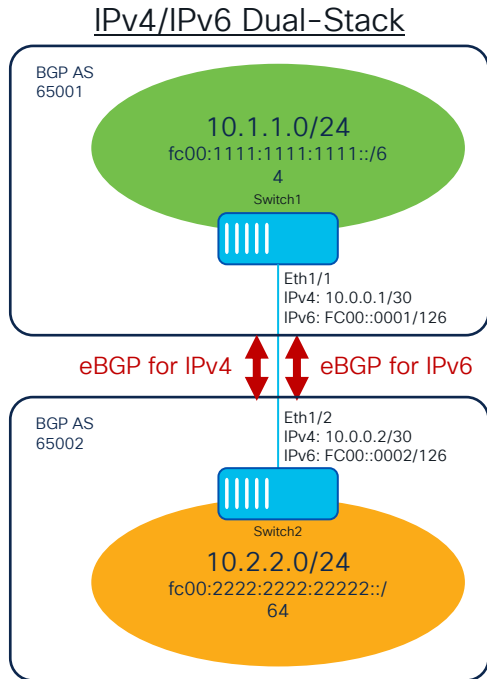 IPv4/IPv6 Dual-Stack
BGP AS
65001
10.1.1.0/24
fc00:1111:1111:1111::/6
4
Switch1
Eth1/1
IPv4: 10.0.0.1/30
IPv6: FC00::0001/126
eBGP for IPv4
eBGP for IPv6
BGP AS
65002
Eth1/2
IPv4: 10.0.0.2/30
IPv6: FC00::0002/126
Switch2
10.2.2.0/24
fc00:2222:2222:22222::/
64